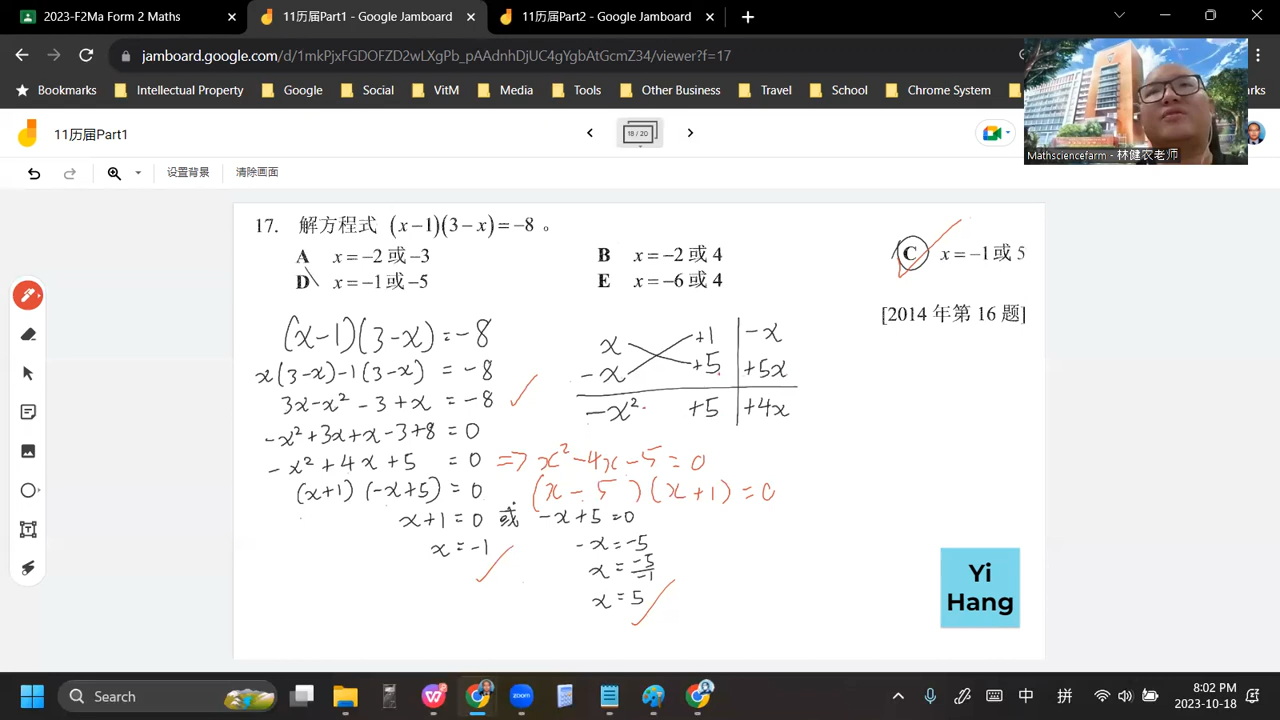 2023-F2Ma Form 2 Maths
11历届Part1 - Google Jamboard
11历届Part2 - Google Jamboard
Bookmarks
Intellectual Property
Google
Social
VitM
Media
Tools
Other Business
Travel
School
Chrome System
11历届Part1
18 / 20
Mathsciencefarm - 林健农老师
设置背景
清除画面
17. 解方程式 (x−1)(3−x)=−8 。
A x=−2或−3
B x=−2或 4
C x=−1或 5
D x=−1或−5
E x=−6或 4
[2014 年第 16 题]
(x−1)(3−x)=−8
x(3−x)−1(3−x) =−8
3x−x²−3+x =−8
−x²+3x+x−3+8 =0
−x²+4x+5 =0 => x²−4x−5=0
(x+1)(−x+5)=0 (x−5)(x+1)=0
x+1=0 或 −x+5=0
x=−1 −x=−5
x=−5/−1
x=5
x +1 −x
−x +5 +5x
−x² +5 +4x
Yi
Hang
Search
中
拼
8:02 PM
2023-10-18